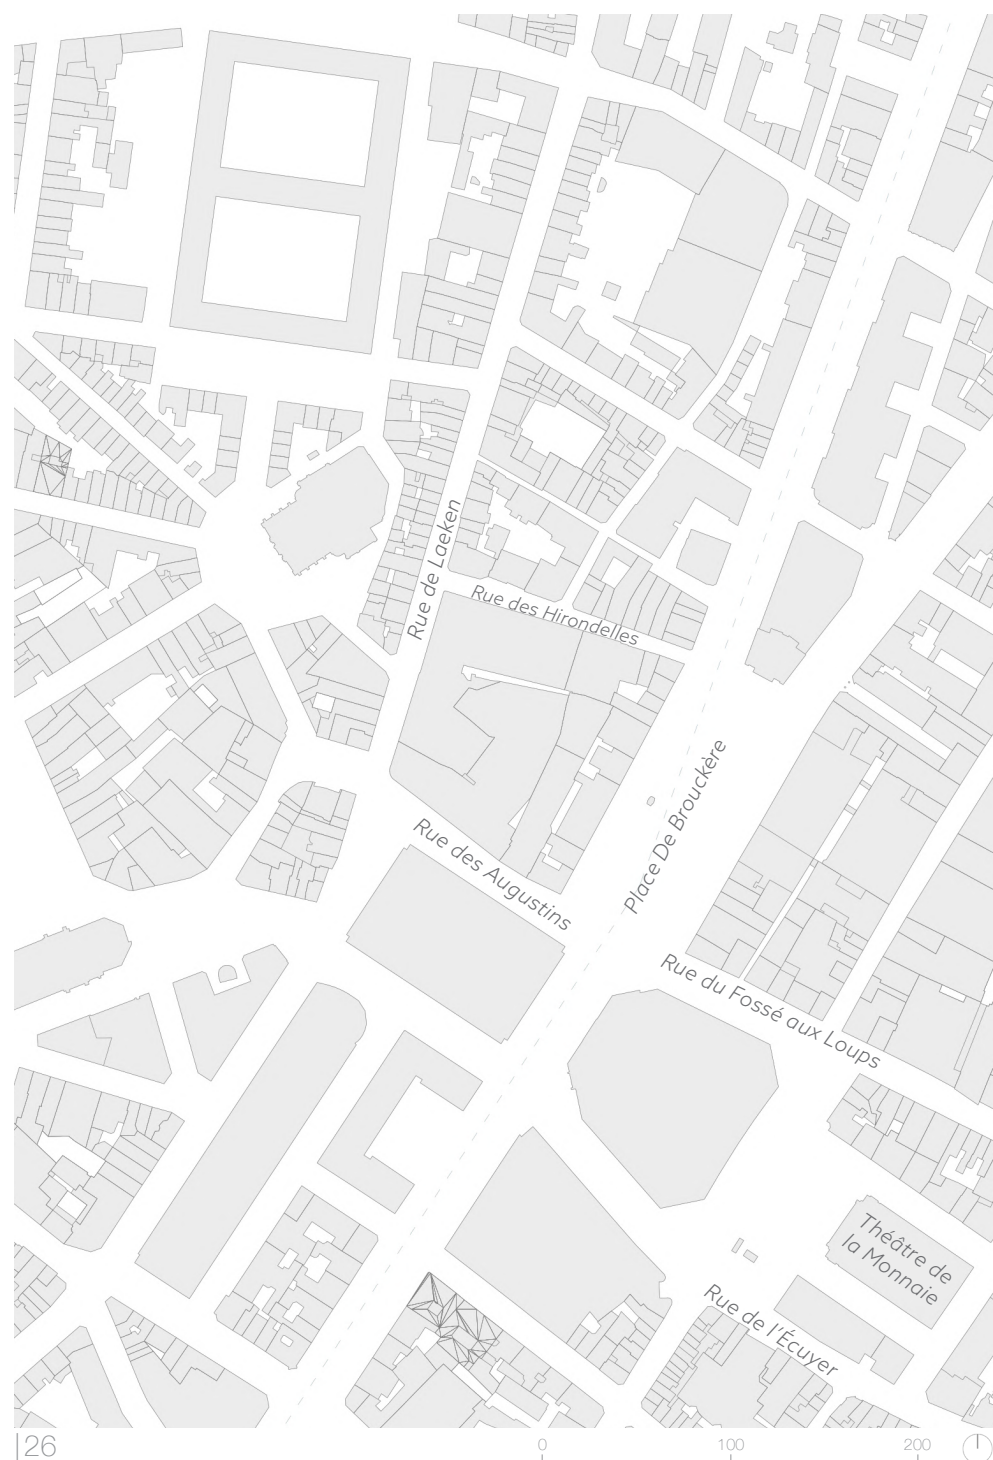 Rue de Laeken
Rue des Hirondelles
Place De Brouckère
Rue des Augustins
Rue du Fossé aux Loups
Théâtre de
la Monnaie
Rue de l'Écuyer
|26
0
100
200